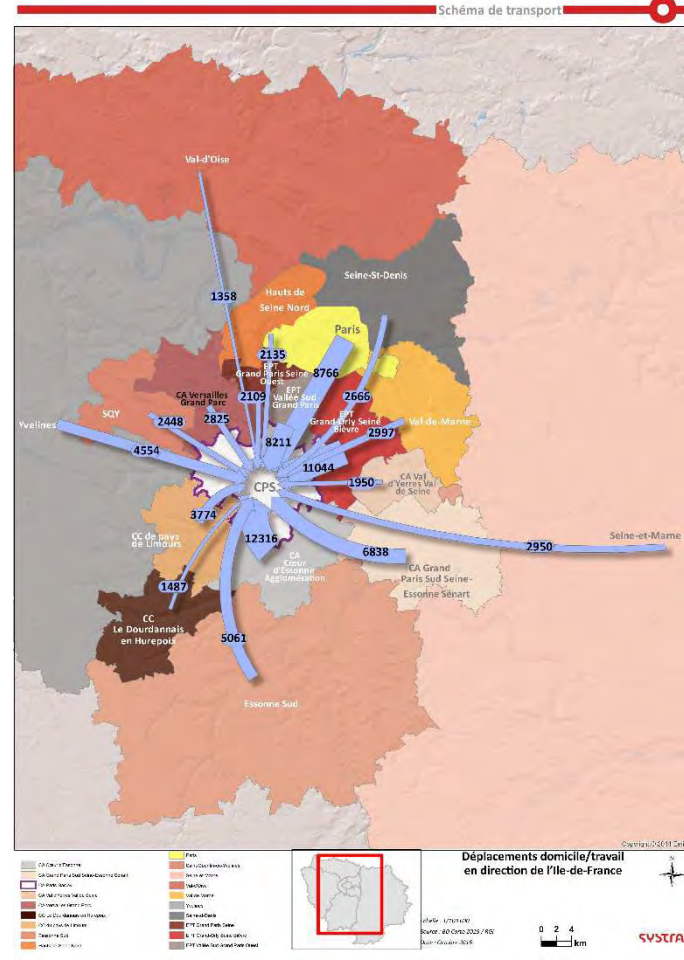 Schéma de transport
Val-d'Oise
Seine-St-Denis
Hauts de
Seine Nord
1358
Paris
2135
EPT
Grand Paris Seine
Ouest
8766
EPT
Vallée Sud
Grand Paris
CA Versailles
Grand Parc
2109
2666
EPT
Grand-Orly Seine
Bièvre
Val-de-Marne
SQY
2825
2448
2997
Yvelines
4554
8211
11044
CPS
1950
CA Val
d'Yerres Val
de Seine
3774
CC de pays
de Limours
12316
6838
2950
Seine-et-Marne
CA
Cœur
d'Essonne
Agglomération
CA Grand
Paris Sud Seine-
Essonne Sénart
1487
CC
Le Dourdannais
en Hurepoix
5061
Essonne Sud
Déplacements domicile/travail
en direction de l'Ile-de-France
Paris
Yvelines
0 2 4
km
SYSTRA